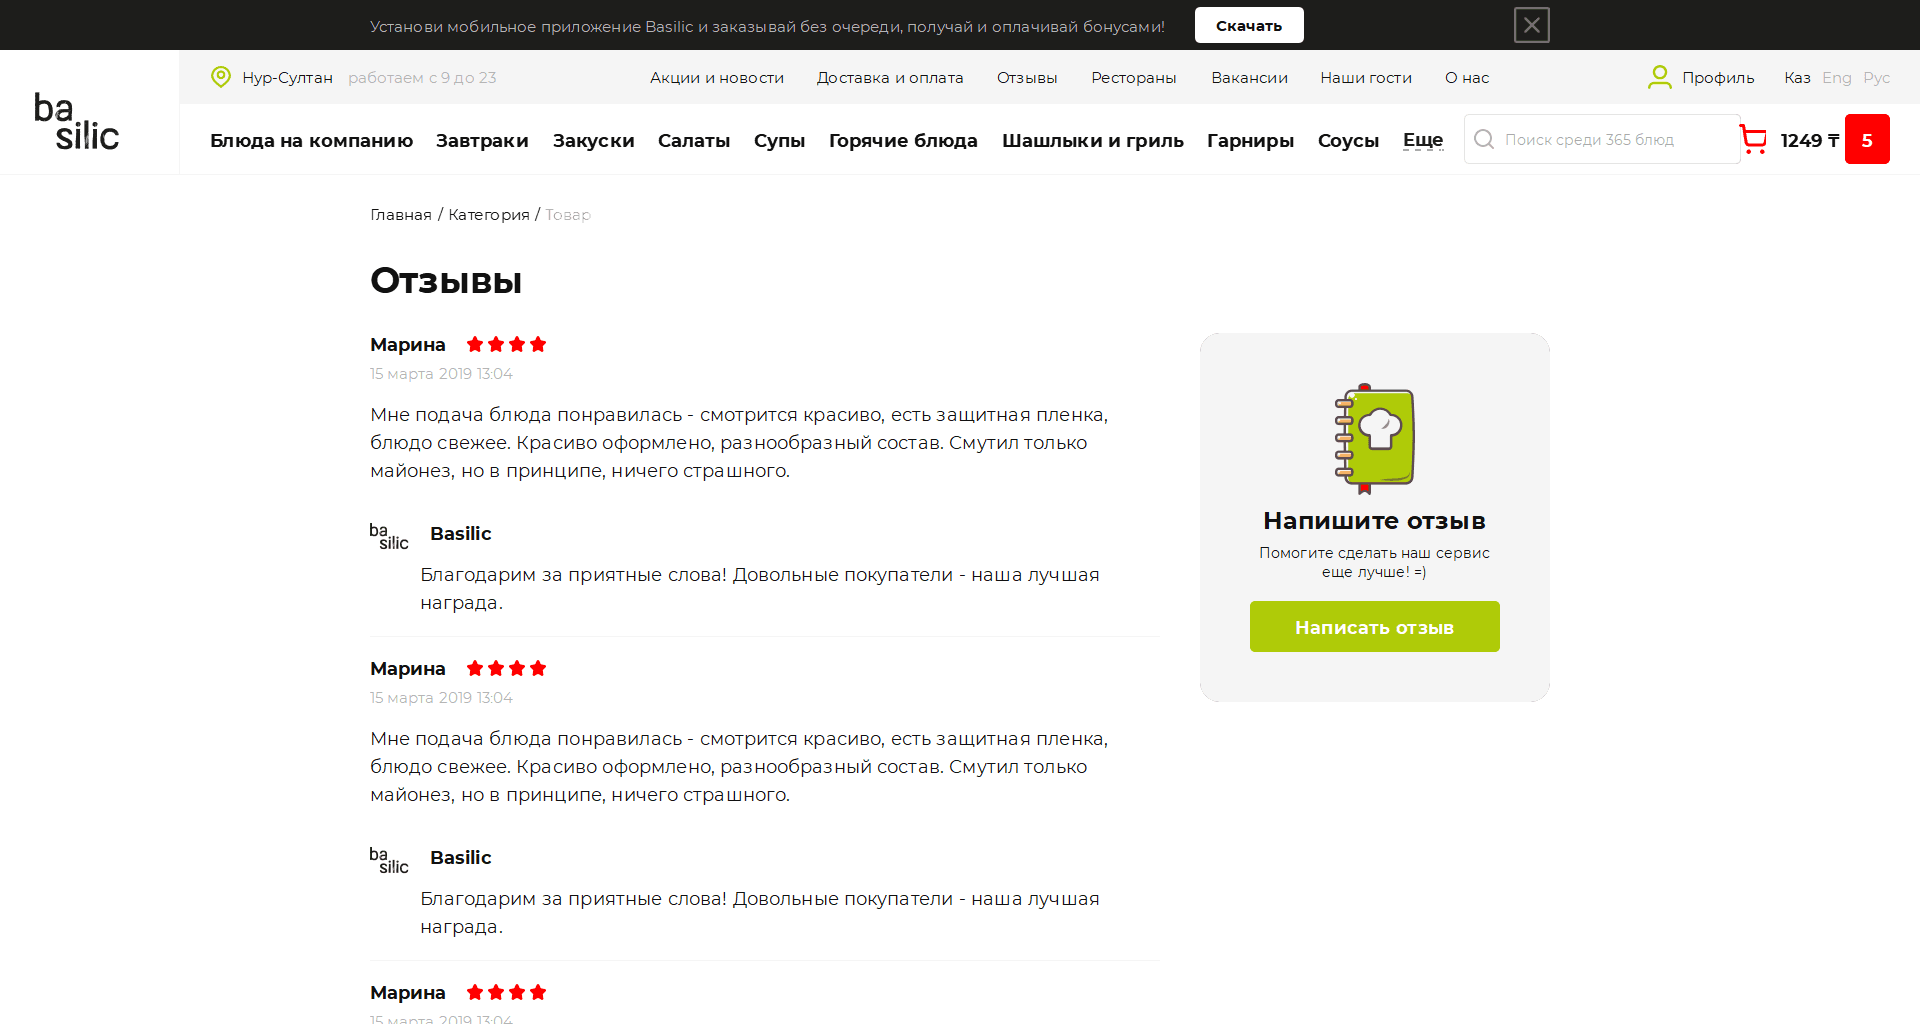 Установи мобильное приложение Basilic и заказывай без очереди, получай и оплачивай бонусами!
Скачать
ba
silic
Нур-Султан работаем с 9 до 23
Акции и новости Доставка и оплата Отзывы Рестораны Вакансии Наши гости О нас
Профиль Каз Eng Рус
Блюда на компанию Завтраки Закуски Салаты Супы Горячие блюда Шашлыки и гриль Гарниры Соусы Еще
Поиск среди 365 блюд
1249 ₸ 5
Главная / Категория / Товар
Отзывы
Марина
15 марта 2019 13:04
Мне подача блюда понравилась - смотрится красиво, есть защитная пленка,
блюдо свежее. Красиво оформлено, разнообразный состав. Смутил только
майонез, но в принципе, ничего страшного.
ba
silic
Basilic
Благодарим за приятные слова! Довольные покупатели - наша лучшая
награда.
Марина
15 марта 2019 13:04
Мне подача блюда понравилась - смотрится красиво, есть защитная пленка,
блюдо свежее. Красиво оформлено, разнообразный состав. Смутил только
майонез, но в принципе, ничего страшного.
ba
silic
Basilic
Благодарим за приятные слова! Довольные покупатели - наша лучшая
награда.
Марина
15 марта 2019 13:04
Напишите отзыв
Помогите сделать наш сервис
еще лучше! =)
Написать отзыв